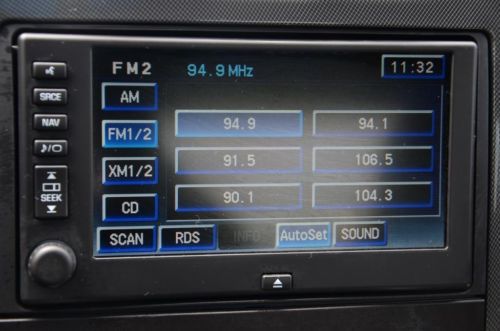 FM2 94.9 MHz 11:32
SRCE
NAV
SEEK
AM
FM1/2
XM1/2
CD
94.9 94.1
91.5 106.5
90.1 104.3
SCAN RDS INFO AutoSet SOUND